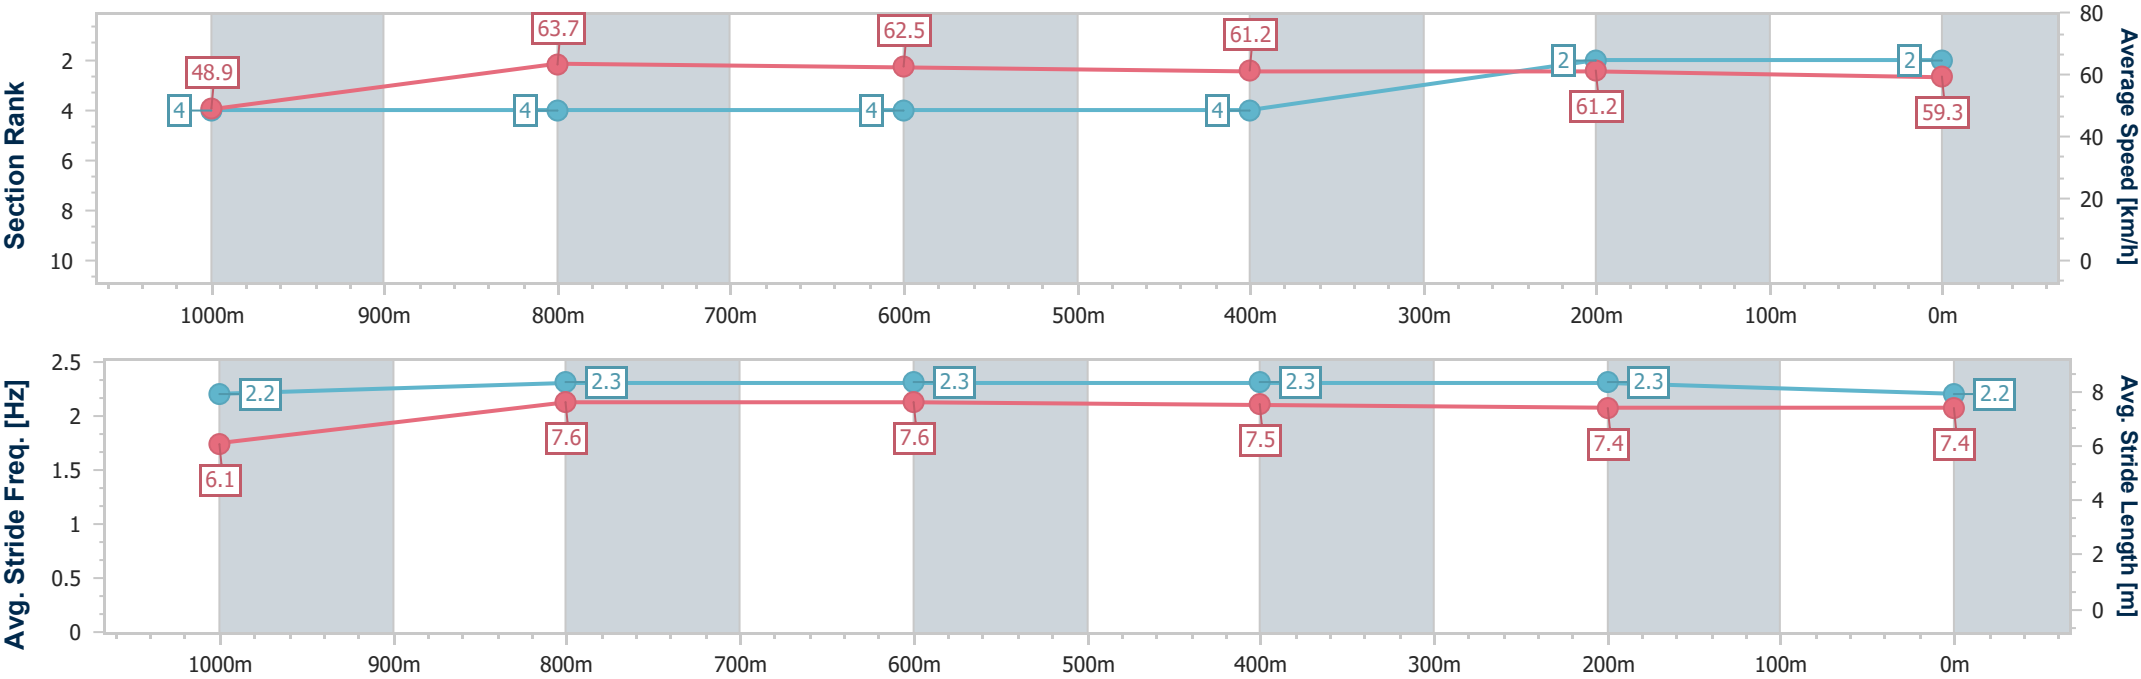 Section Rank
2
4
6
8
10
48.9
63.7
62.5
61.2
61.2
59.3
4
4
4
4
2
2
80
60
40
20
0
Average Speed [km/h]
1000m
900m
800m
700m
600m
500m
400m
300m
200m
100m
0m
Avg. Stride Freq. [Hz]
2.5
2
1.5
1
0.5
0
2.2
2.3
2.3
2.3
2.3
2.2
6.1
7.6
7.6
7.5
7.4
7.4
8
6
4
2
0
Avg. Stride Length [m]
1000m
900m
800m
700m
600m
500m
400m
300m
200m
100m
0m